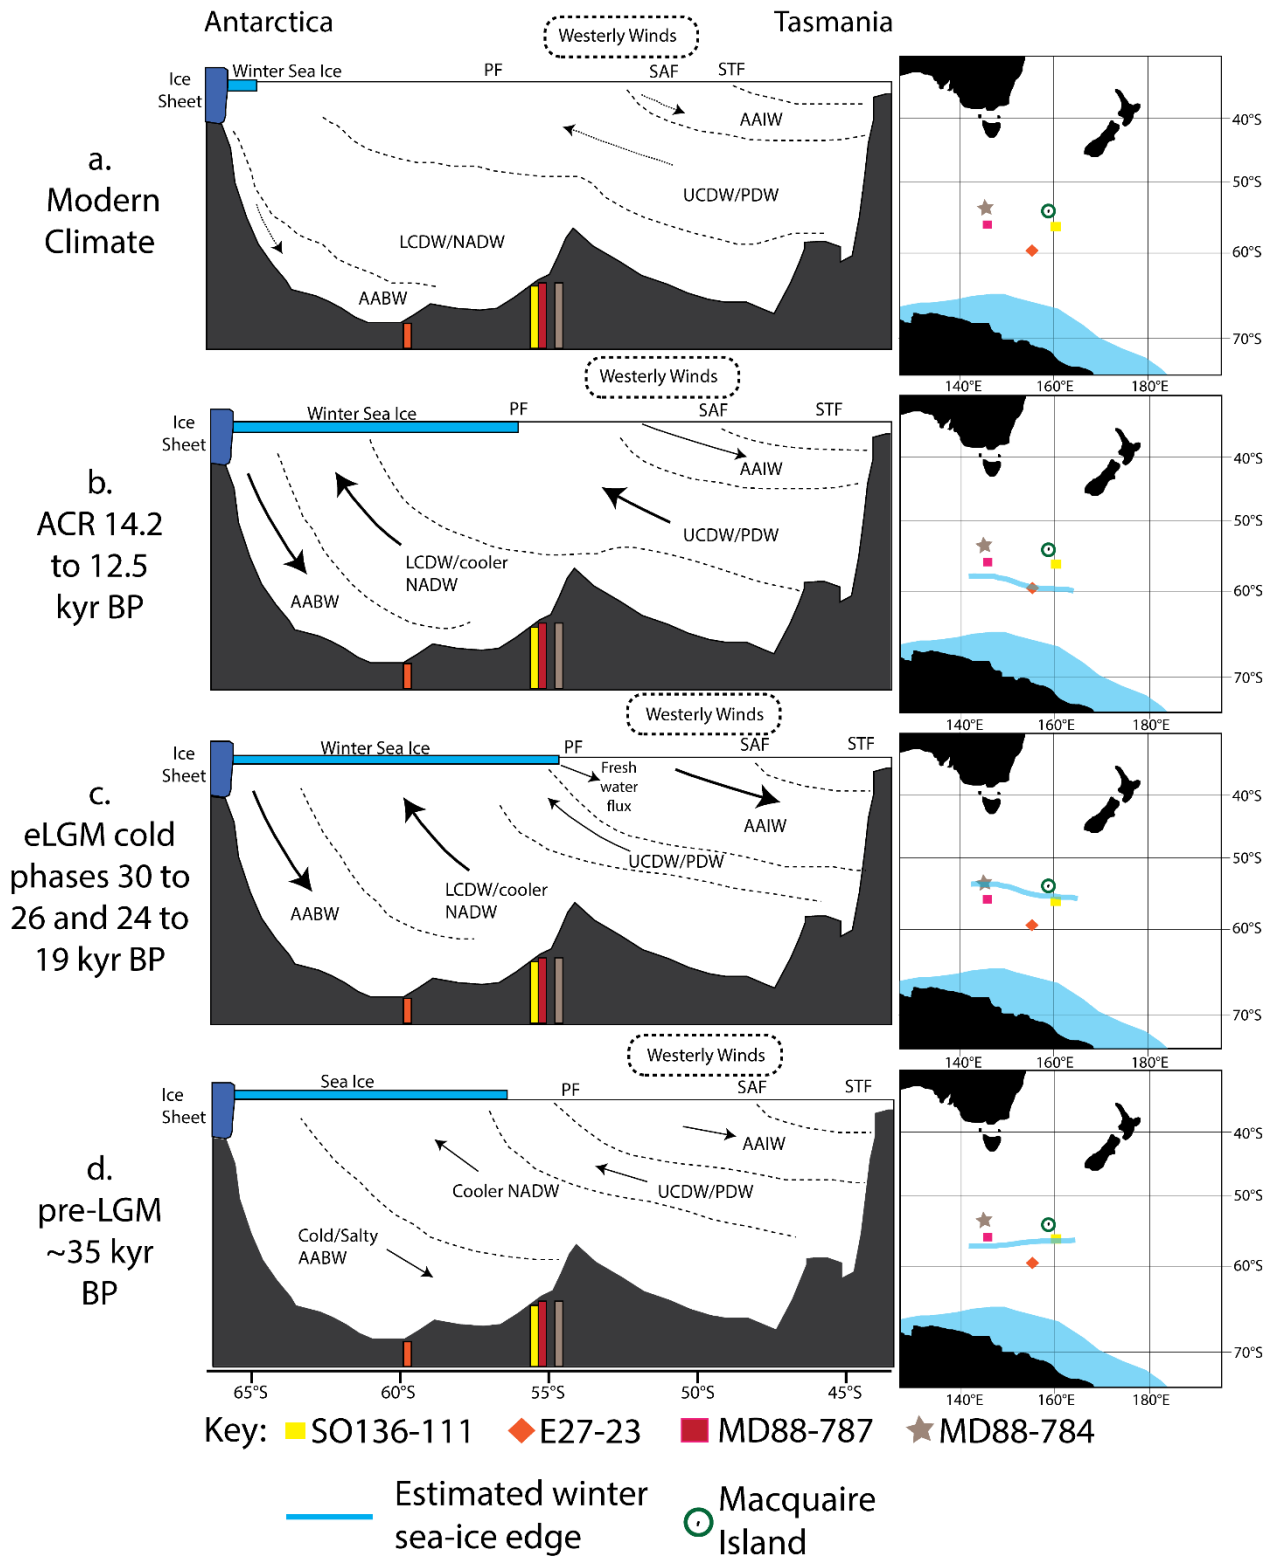 Antarctica
Tasmania
Westerly Winds
Ice
Sheet
Winter Sea Ice
PF
SAF
STF
a.
Modern
Climate
AAIW
UCDW/PDW
LCDW/NADW
AABW
40°S
50°S
60°S
70°S
140°E
160°E
180°E
Westerly Winds
Ice
Sheet
Winter Sea Ice
PF
SAF
STF
b.
ACR 14.2
to 12.5
kyr BP
AAIW
UCDW/PDW
LCDW/cooler
NADW
AABW
40°S
50°S
60°S
70°S
140°E
160°E
180°E
Westerly Winds
Ice
Sheet
Winter Sea Ice
PF
SAF
STF
c.
eLGM cold
phases 30 to
26 and 24 to
19 kyr BP
Fresh
water
flux
AAIW
UCDW/PDW
LCDW/cooler
NADW
AABW
40°S
50°S
60°S
70°S
140°E
160°E
180°E
Westerly Winds
Ice
Sheet
Sea Ice
PF
SAF
STF
d.
pre-LGM
~35 kyr
BP
AAIW
UCDW/PDW
Cooler NADW
Cold/Salty
AABW
40°S
50°S
60°S
70°S
140°E
160°E
180°E
65°S
60°S
55°S
50°S
45°S
Key:
SO136-111
E27-23
MD88-787
MD88-784
Estimated winter
sea-ice edge
Macquaire
Island